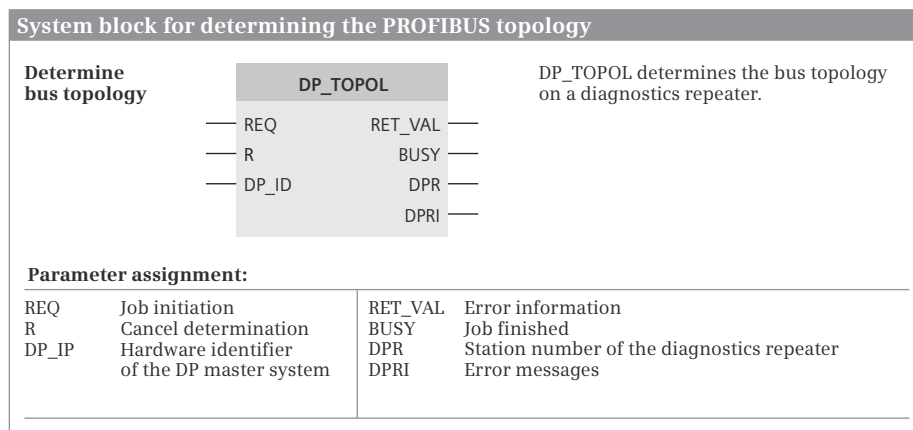 System block for determining the PROFIBUS topology
Determine
bus topology
DP_TOPOL
REQ RET_VAL
R BUSY
DP_ID DPR
DPRI
DP_TOPOL determines the bus topology
on a diagnostics repeater.
Parameter assignment:
REQ Job initiation
R Cancel determination
DP_IP Hardware identifier
of the DP master system
RET_VAL Error information
BUSY Job finished
DPR Station number of the diagnostics repeater
DPRI Error messages